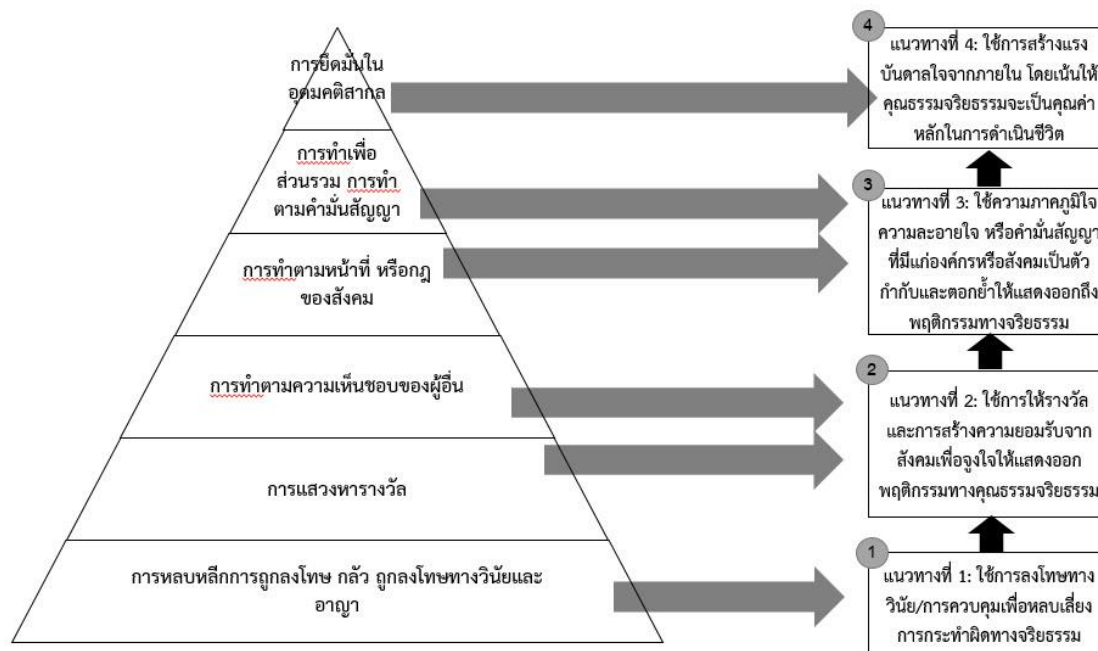 การยึดมั่นใน
อุดมคติสากล
การทำเพื่อ
ส่วนรวม การทำ
ตามคำมั่นสัญญา
การทำตามหน้าที่ หรือกฎ
ของสังคม
การทำตามความเห็นชอบของผู้อื่น
การแสวงหารางวัล
การหลบหลีกการถูกลงโทษ กลัว ถูกลงโทษทางวินัยและ
อาญา
4
แนวทางที่ 4: ใช้การสร้างแรง
บันดาลใจจากภายใน โดยเน้นให้
คุณธรรมจริยธรรมจะเป็นคุณค่า
หลักในการดำเนินชีวิต
3
แนวทางที่ 3: ใช้ความภาคภูมิใจ
ความละอายใจ หรือคำมั่นสัญญา
ที่มีแก่องค์กรหรือสังคมเป็นตัว
กำกับและตอกย้ำให้แสดงออกถึง
พฤติกรรมทางจริยธรรม
2
แนวทางที่ 2: ใช้การให้รางวัล
และการสร้างความยอมรับจาก
สังคมเพื่อจูงใจให้แสดงออก
พฤติกรรมทางคุณธรรมจริยธรรม
1
แนวทางที่ 1: ใช้การลงโทษทาง
วินัย/การควบคุมเพื่อหลบเลี่ยง
การกระทำผิดทางจริยธรรม